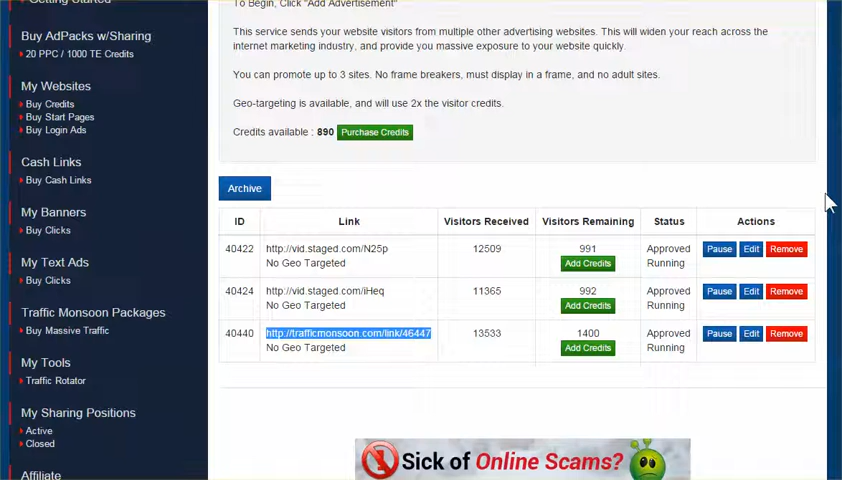 Getting Started
Buy AdPacks w/Sharing
20 PPC / 1000 TE Credits
My Websites
Buy Credits
Buy Start Pages
Buy Login Ads
Cash Links
Buy Cash Links
My Banners
Buy Clicks
My Text Ads
Buy Clicks
Traffic Monsoon Packages
Buy Massive Traffic
My Tools
Traffic Rotator
My Sharing Positions
Active
Closed
Affiliate
To Begin, Click "Add Advertisement"
This service sends your website visitors from multiple other advertising websites. This will widen your reach across the
internet marketing industry, and provide you massive exposure to your website quickly.
You can promote up to 3 sites. No frame breakers, must display in a frame, and no adult sites.
Geo-targeting is available, and will use 2x the visitor credits.
Credits available : 890 Purchase Credits
Archive
ID Link Visitors Received Visitors Remaining Status Actions
40422 http://vid.staged.com/N25p 12509 991 Approved Pause Edit Remove
No Geo Targeted Add Credits Running
40424 http://vid.staged.com/iHeq 11365 992 Approved Pause Edit Remove
No Geo Targeted Add Credits Running
40440 http://trafficmonsoon.com/link/46447 13533 1400 Approved Pause Edit Remove
No Geo Targeted Add Credits Running
Sick of Online Scams?